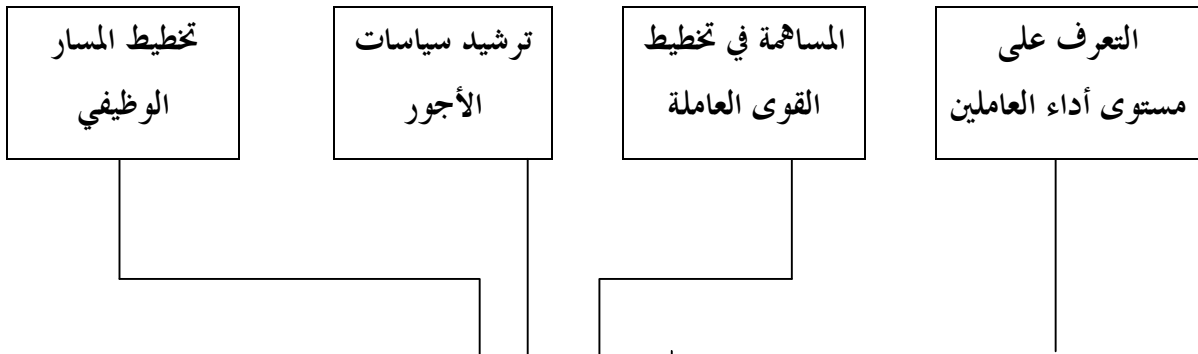 التعرف على
مستوى أداء العاملين
المساهمة في تخطيط
القوى العاملة
ترشيد سياسات
الأجور
تخطيط المسار
الوظيفي